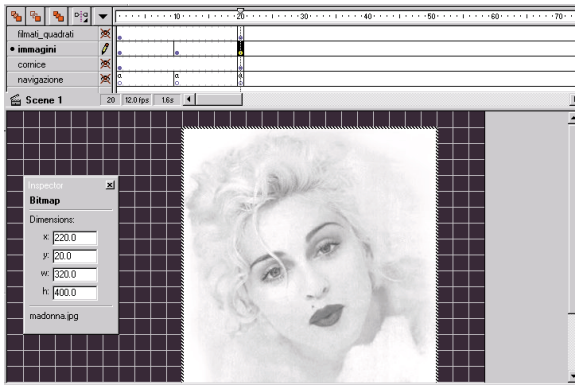 10 20 30 40 50 60 70
filmati_quadrati
immagini
cornice
navigazione
a a a
Scene 1 20 12.0 fps 1.6s
Inspector
Bitmap
Dimensions:
x: 220.0
y: 20.0
w: 320.0
h: 400.0
madonna.jpg